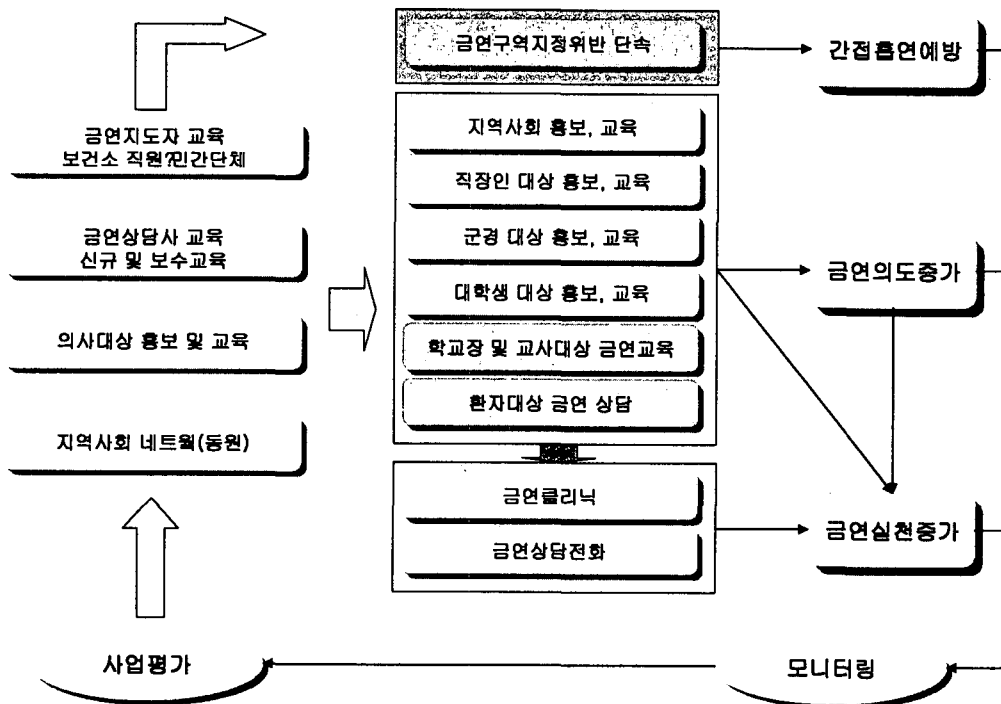 금연구역지정위반 단속
간접흡연예방
금연지도자 교육
보건소 직원?민간단체
지역사회 홍보, 교육
직장인 대상 홍보, 교육
금연상담사 교육
신규 및 보수교육
군경 대상 홍보, 교육
금연의도증가
대학생 대상 홍보, 교육
의사대상 홍보 및 교육
학교장 및 교사대상 금연교육
환자대상 금연 상담
지역사회 네트웍(동원)
금연클리닉
금연상담전화
금연실천증가
사업평가
모니터링